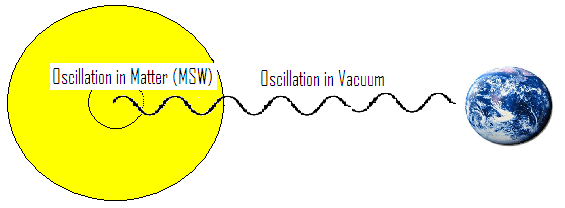 Oscillation in Matter (MSW)
Oscillation in Vacuum